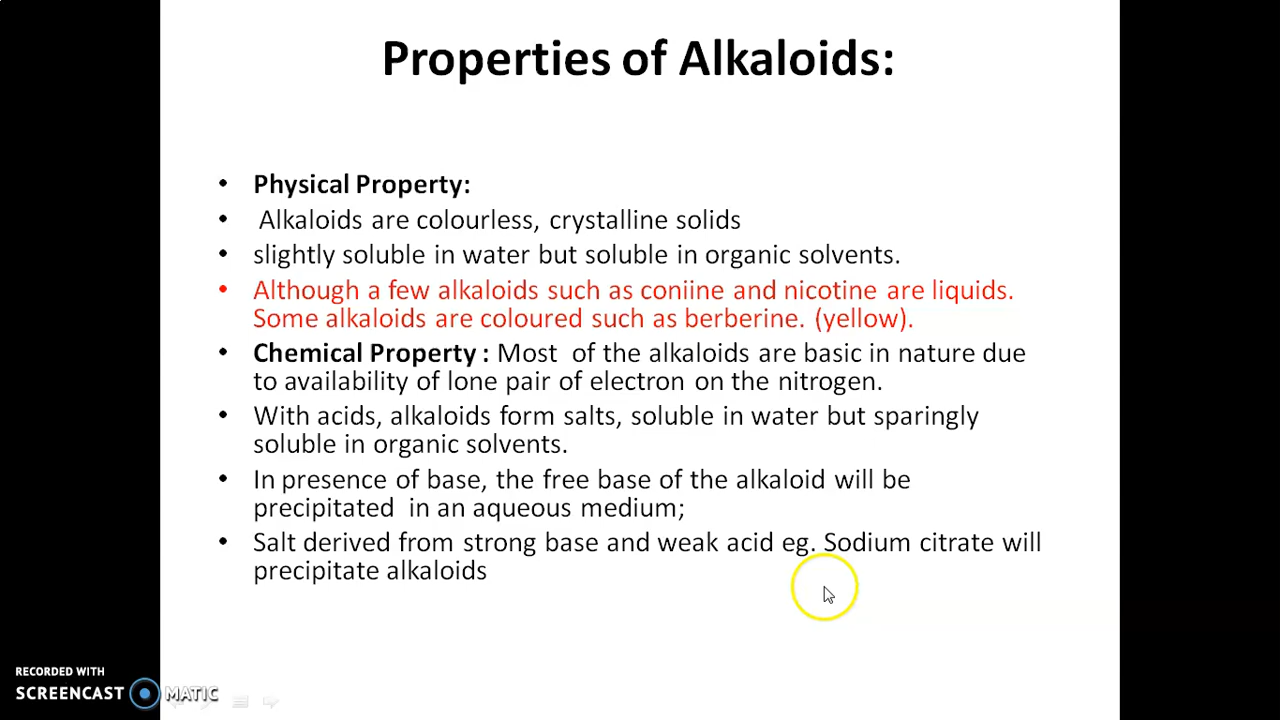 Properties of Alkaloids:
• Physical Property:
• Alkaloids are colourless, crystalline solids
• slightly soluble in water but soluble in organic solvents.
• Although a few alkaloids such as coniine and nicotine are liquids.
Some alkaloids are coloured such as berberine. (yellow).
• Chemical Property : Most of the alkaloids are basic in nature due
to availability of lone pair of electron on the nitrogen.
• With acids, alkaloids form salts, soluble in water but sparingly
soluble in organic solvents.
• In presence of base, the free base of the alkaloid will be
precipitated in an aqueous medium;
• Salt derived from strong base and weak acid eg. Sodium citrate will
precipitate alkaloids
RECORDED WITH
SCREENCAST MATIC